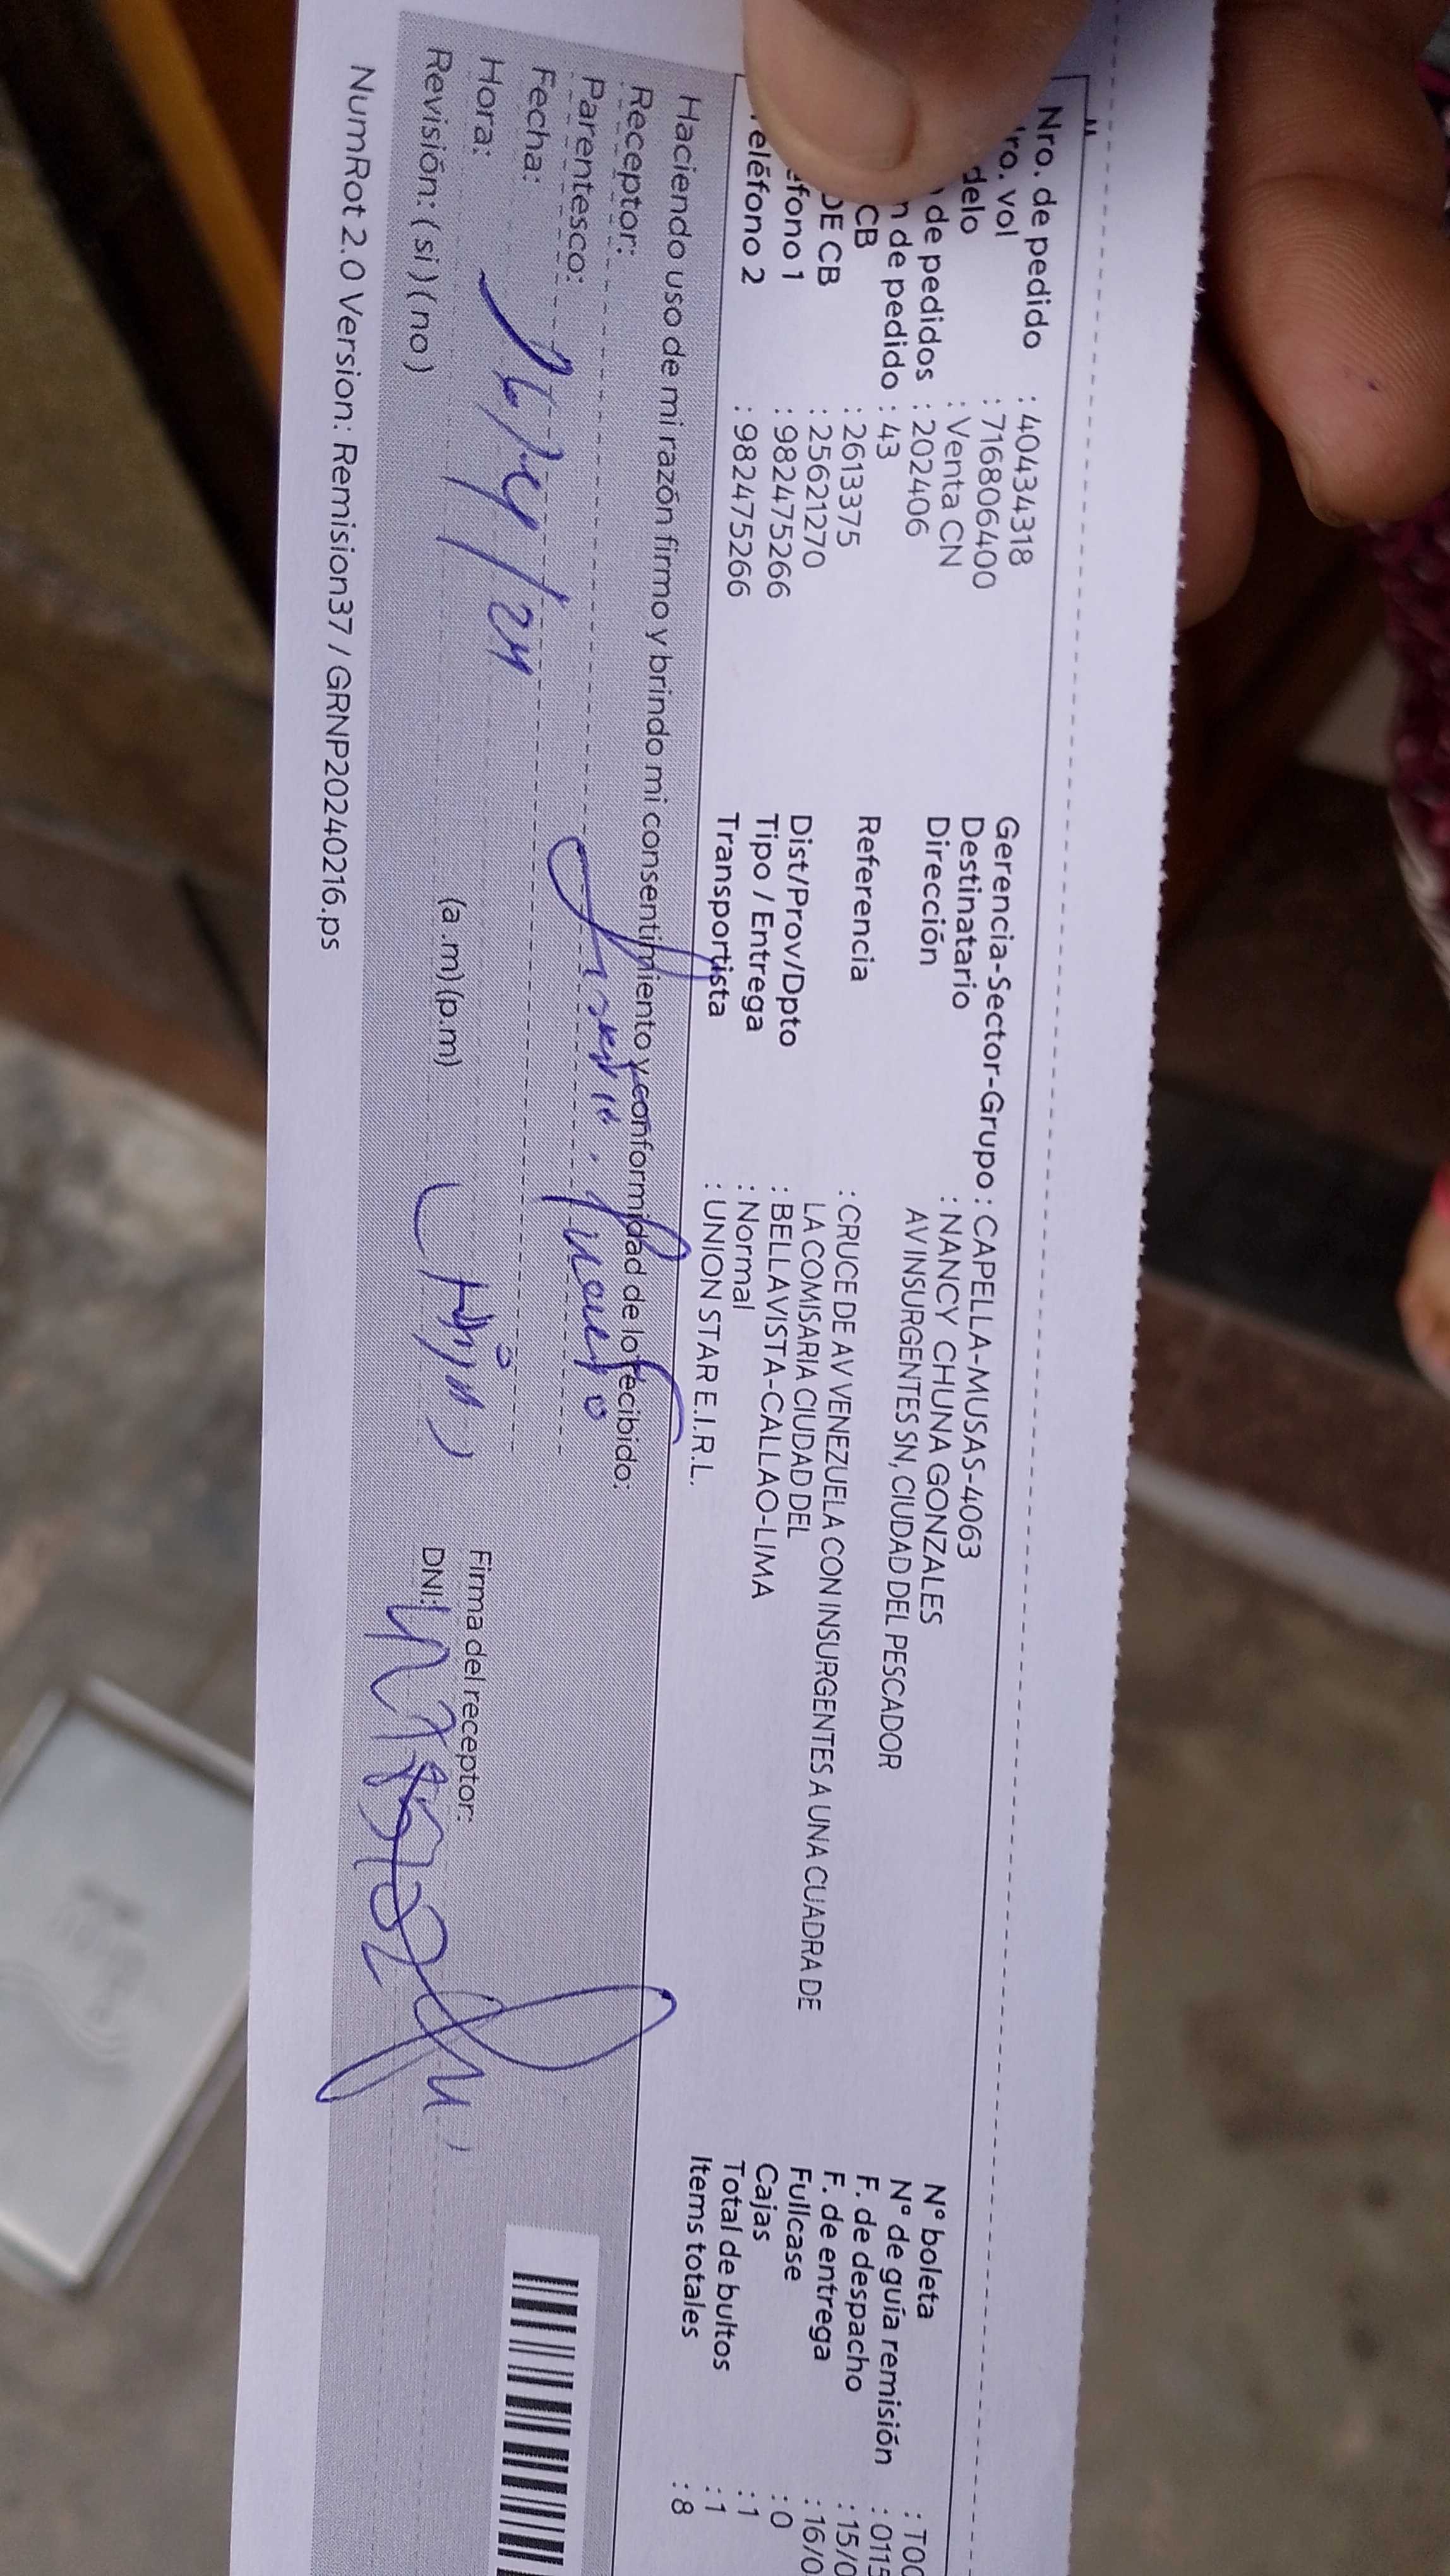 Nro. de pedido : 40434318
ro. vol : 716806400
delo : Venta CN
de pedidos : 202406
n de pedido : 43
CB : 2613375
DE CB : 25621270
éfono 1 : 982475266
eléfono 2 : 982475266
Gerencia-Sector-Grupo : CAPELLA-MUSAS-4063
Destinatario : NANCY CHUNA GONZALES
Dirección AV INSURGENTES SN, CIUDAD DEL PESCADOR
Referencia : CRUCE DE AV VENEZUELA CON INSURGENTES A UNA CUADRA DE
LA COMISARIA CIUDAD DEL
Dist/Prov/Dpto : BELLAVISTA-CALLAO-LIMA
Tipo / Entrega : Normal
Transportista : UNION STAR E.I.R.L.
N° boleta : T00
N° de guía remisión : 0115
F. de despacho : 15/0
F. de entrega : 16/0
Fullcase : 0
Cajas : 1
Total de bultos : 1
Items totales : 8
Haciendo uso de mi razón firmo y brindo mi consentimiento y conformidad de lo recibido:
Receptor:
Parentesco:
Fecha: 16/04/24
Hora: (a.m)(p.m)
Revisión: ( si ) ( no )
Firma del receptor:
DNI:
NumRot 2.0 Version: Remision37 / GRNP20240216.ps